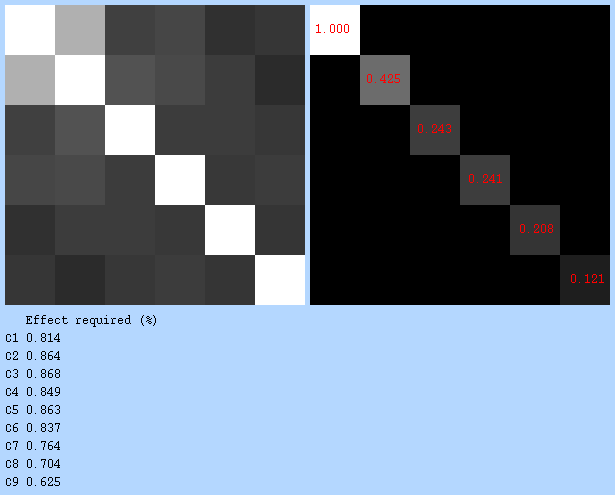 1.000
0.425
0.243
0.241
0.208
0.121
Effect required (%)
c1 0.814
c2 0.864
c3 0.868
c4 0.849
c5 0.863
c6 0.837
c7 0.764
c8 0.704
c9 0.625